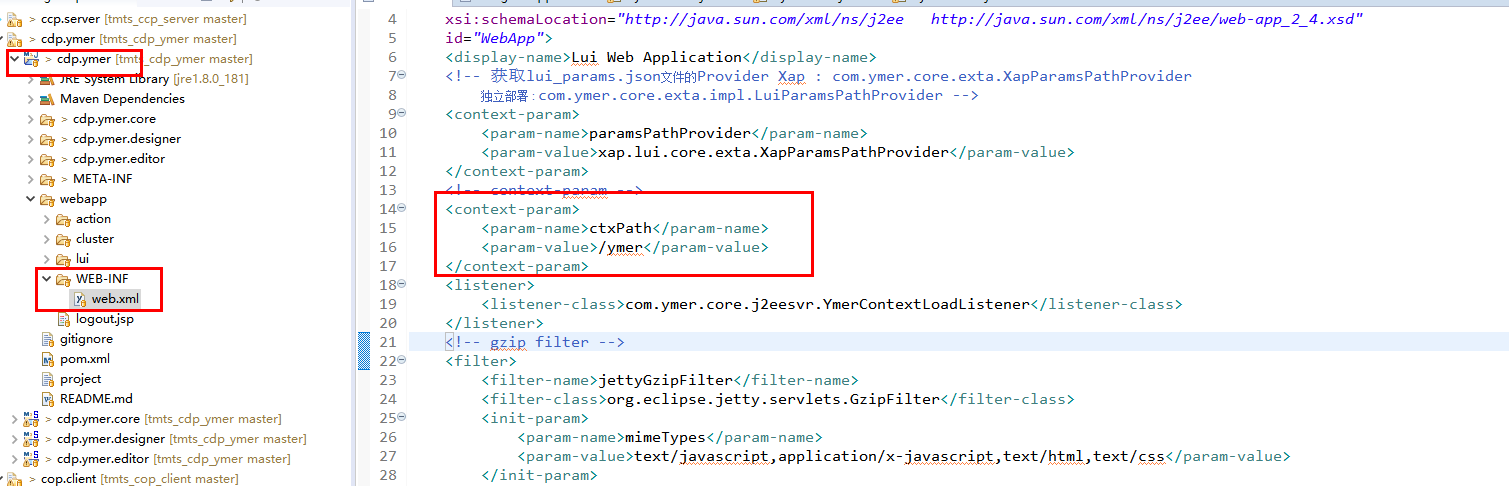 > ccp.server [tmts_ccp_server master]
> cdp.ymer [tmts_cdp_ymer master]
> cdp.ymer [tmts_cdp_ymer master]
JRE System Library [jre1.8.0_181]
Maven Dependencies
> cdp.ymer.core
> cdp.ymer.designer
> cdp.ymer.editor
> META-INF
webapp
action
cluster
lui
WEB-INF
web.xml
logout.jsp
gitignore
pom.xml
project
README.md
> cdp.ymer.core [tmts_cdp_ymer master]
> cdp.ymer.designer [tmts_cdp_ymer master]
> cdp.ymer.editor [tmts_cdp_ymer master]
> cop.client [tmts_cop_client master]
4 xsi:schemaLocation="http://java.sun.com/xml/ns/j2ee http://java.sun.com/xml/ns/j2ee/web-app_2_4.xsd"
5 id="WebApp">
6 <display-name>Lui Web Application</display-name>
7 <!-- 获取lui_params.json文件的Provider Xap : com.ymer.core.exta.XapParamsPathProvider
8 独立部署:com.ymer.core.exta.impl.LuiParamsPathProvider -->
9 <context-param>
10 <param-name>paramsPathProvider</param-name>
11 <param-value>xap.lui.core.exta.XapParamsPathProvider</param-value>
12 </context-param>
13 <!-- context-param -->
14 <context-param>
15 <param-name>ctxPath</param-name>
16 <param-value>/ymer</param-value>
17 </context-param>
18 <listener>
19 <listener-class>com.ymer.core.j2eesvr.YmerContextLoadListener</listener-class>
20 </listener>
21 <!-- gzip filter -->
22 <filter>
23 <filter-name>jettyGzipFilter</filter-name>
24 <filter-class>org.eclipse.jetty.servlets.GzipFilter</filter-class>
25 <init-param>
26 <param-name>mimeTypes</param-name>
27 <param-value>text/javascript,application/x-javascript,text/html,text/css</param-value>
28 </init-param>